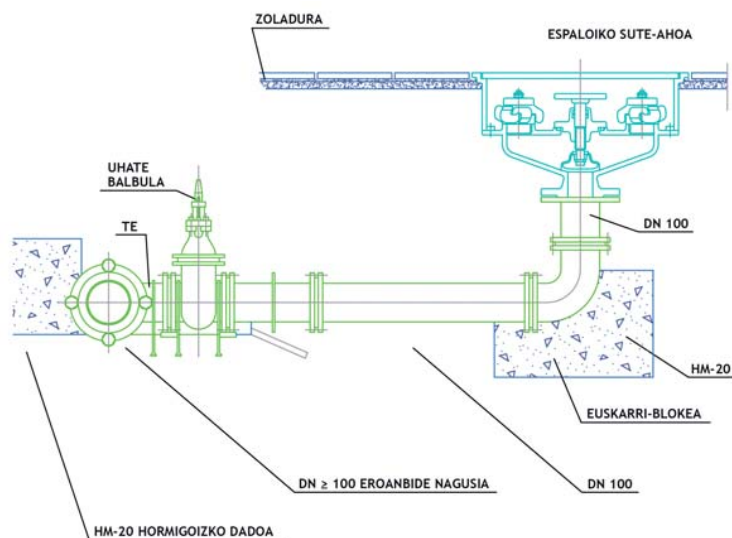 ZOLADURA
ESPALOIKO SUTE-AHOA
UHATE
BALBULA
TE
DN 100
HM-20
EUSKARRI-BLOKEA
DN ≥ 100 EROANBIDE NAGUSIA
DN 100
HM-20 HORMIGOIZKO DADOA